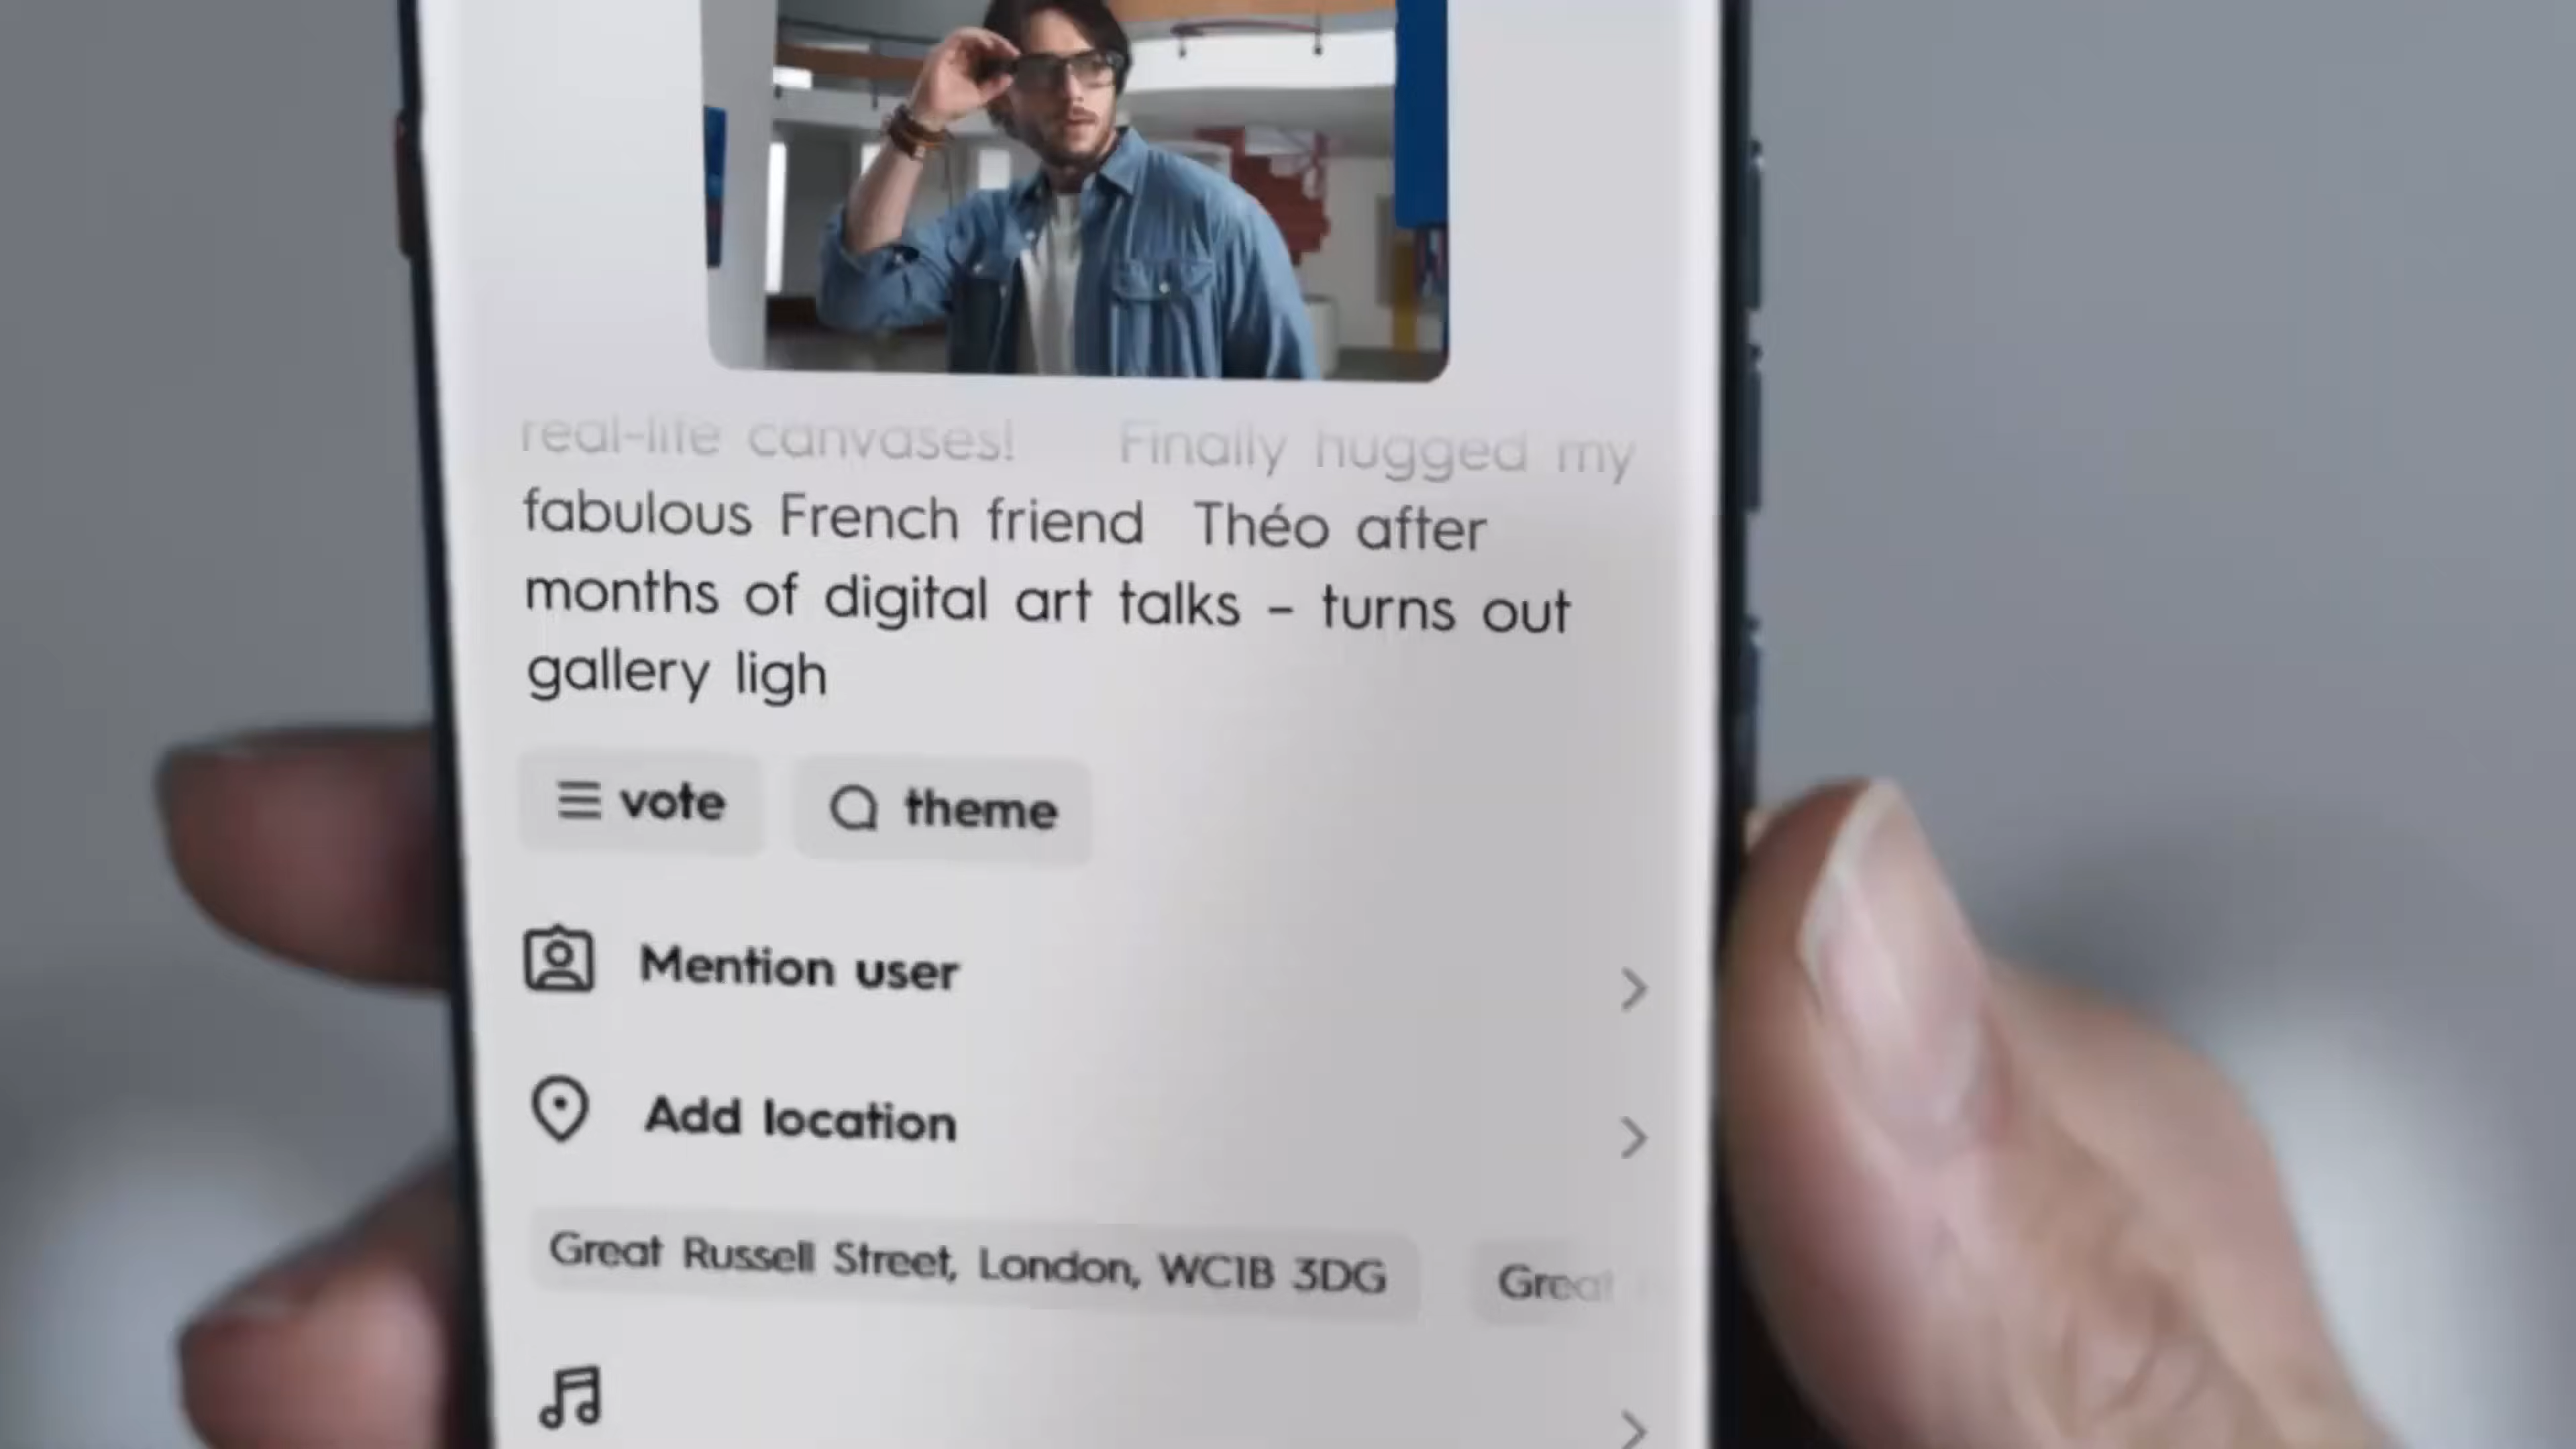 real-life canvases! Finally hugged my
fabulous French friend Théo after
months of digital art talks – turns out
gallery ligh
vote theme
Mention user
Add location
Great Russell Street, London, WC1B 3DG Great